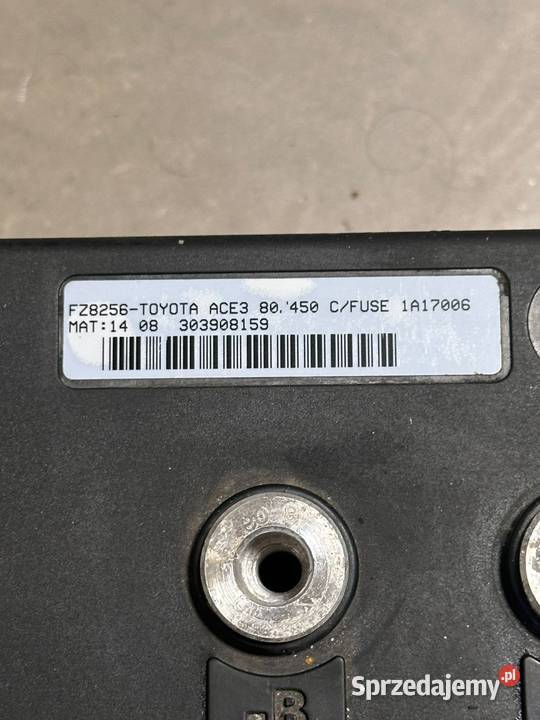 FZ8256-TOYOTA ACE3 80.'450 C/FUSE 1A17006
MAT:14 08 303908159
-B
Sprzedajemy.pl